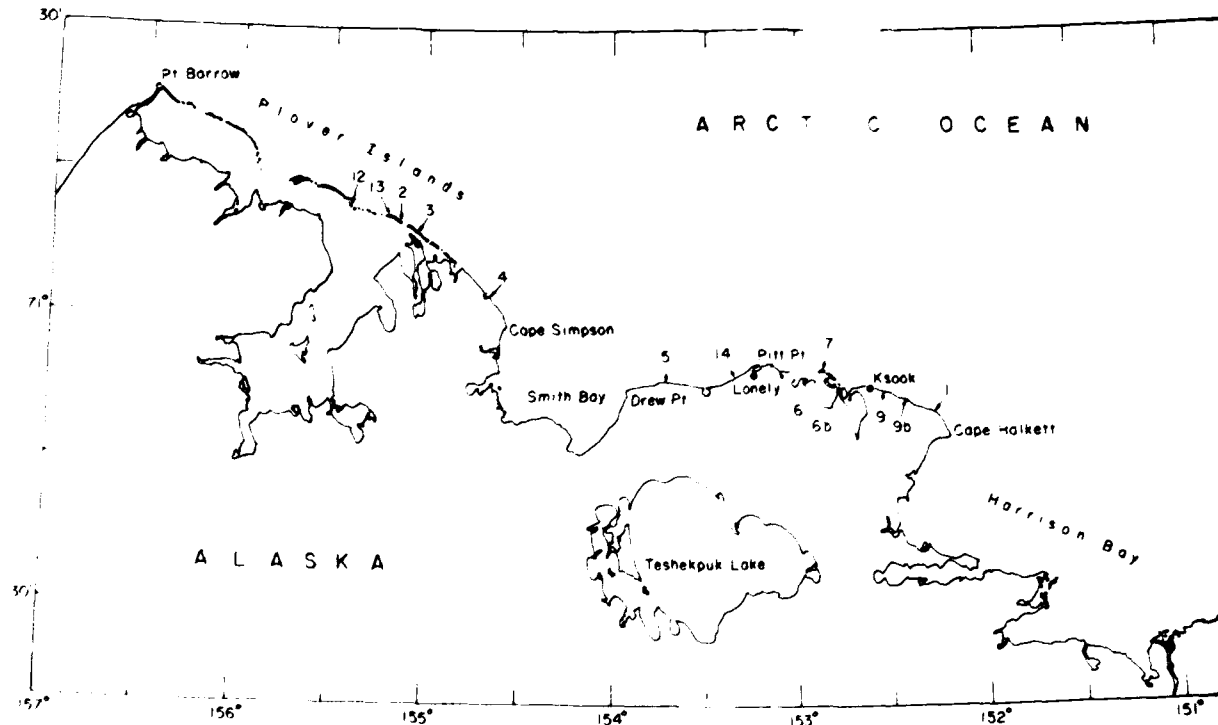 30'
Pt Barrow
Plover Islands
ARCTIC OCEAN
12
13
2
3
4
71°
Cape Simpson
7
5
14
Pitt Pt
Ksook
1
Lonely
Smith Bay
Drew Pt
6
6b
9
9b
Cape Halkett
Harrison Bay
ALASKA
Teshekpuk Lake
30'
157°
156°
155°
154°
153°
152°
151°